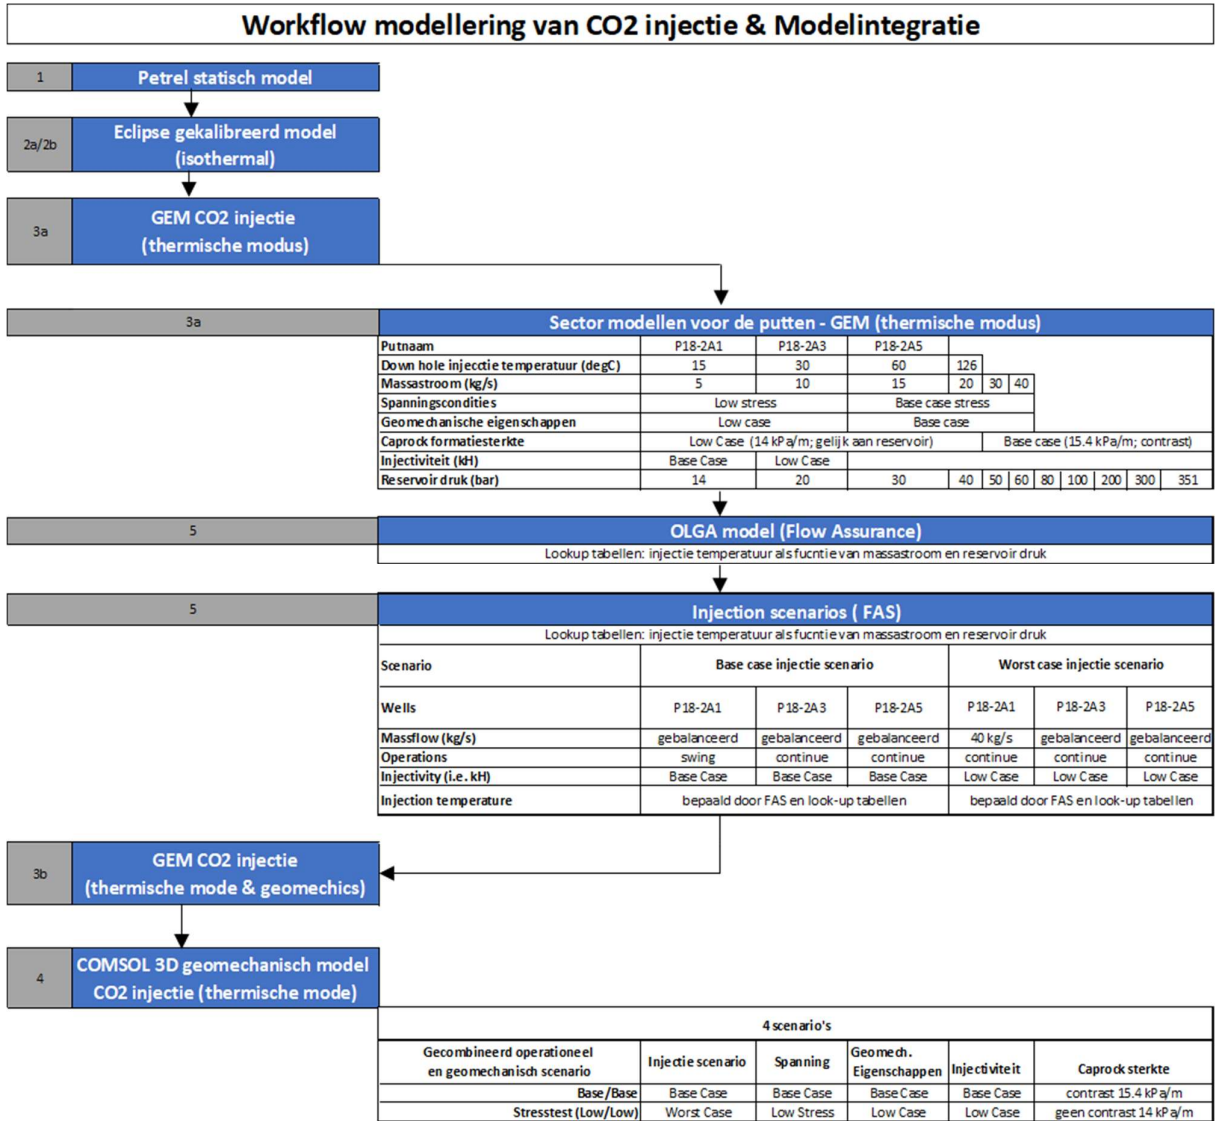 Workflow modellering van CO2 injectie & Modelintegratie
1 Petrel statisch model
2a/2b Eclipse gekalibreerd model
(isothermal)
3a GEM CO2 injectie
(thermische modus)
3a Sector modellen voor de putten - GEM (thermische modus)
Putnaam P18-2A1 P18-2A3 P18-2A5
Down hole injecctie temperatuur (degC) 15 30 60 126
Massastroom (kg/s) 5 10 15 20 30 40
Spanningscondities Low stress Base case stress
Geomechanische eigenschappen Low case Base case
Caprock formatiesterkte Low Case (14 kPa/m; gelijk aan reservoir) Base case (15.4 kPa/m; contrast)
Injectiviteit (kH) Base Case Low Case
Reservoir druk (bar) 14 20 30 40 50 60 80 100 200 300 351
5 OLGA model (Flow Assurance)
Lookup tabellen: injectie temperatuur als fucntie van massastroom en reservoir druk
5 Injection scenarios ( FAS)
Lookup tabellen: injectie temperatuur als fucntie van massastroom en reservoir druk
Scenario Base case injectie scenario Worst case injectie scenario
Wells P18-2A1 P18-2A3 P18-2A5 P18-2A1 P18-2A3 P18-2A5
Massflow (kg/s) gebalanceerd gebalanceerd gebalanceerd 40 kg/s gebalanceerd gebalanceerd
Operations swing continue continue continue continue continue
Injectivity (i.e. kH) Base Case Base Case Base Case Low Case Low Case Low Case
Injection temperature bepaald door FAS en look-up tabellen bepaald door FAS en look-up tabellen
3b GEM CO2 injectie
(thermische mode & geomechics)
4 COMSOL 3D geomechanisch model
CO2 injectie (thermische mode)
4 scenario's
Gecombineerd operationeel
en geomechanisch scenario Injectie scenario Spanning Geomech.
Eigenschappen Injectiviteit Caprock sterkte
Base/Base Base Case Base Case Base Case Base Case contrast 15.4 kPa/m
Stresstest (Low/Low) Worst Case Low Stress Low Case Low Case geen contrast 14 kPa/m